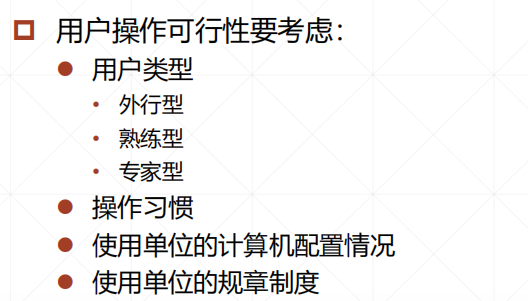 用户操作可行性要考虑：
用户类型
外行型
熟练型
专家型
操作习惯
使用单位的计算机配置情况
使用单位的规章制度